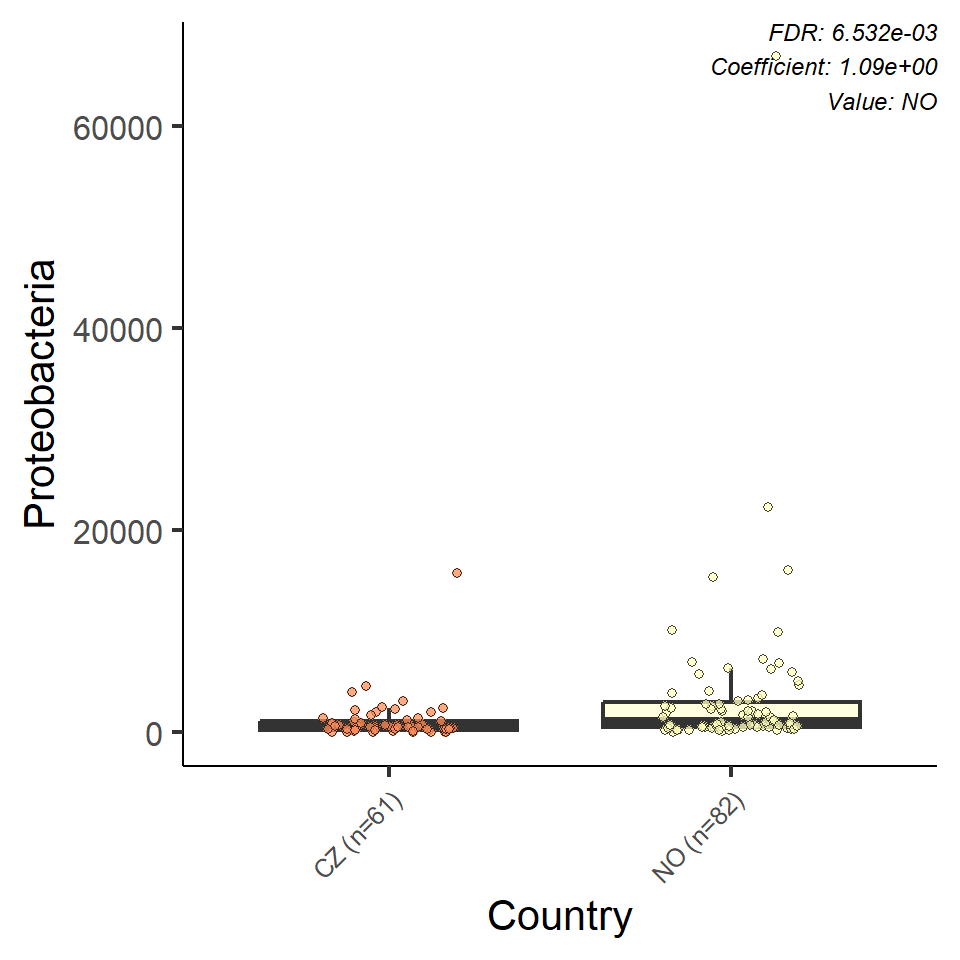 FDR: 6.532e-03
Coefficient: 1.09e+00
Value: NO
60000
40000
20000
0
Proteobacteria
CZ (n=61)
NO (n=82)
Country